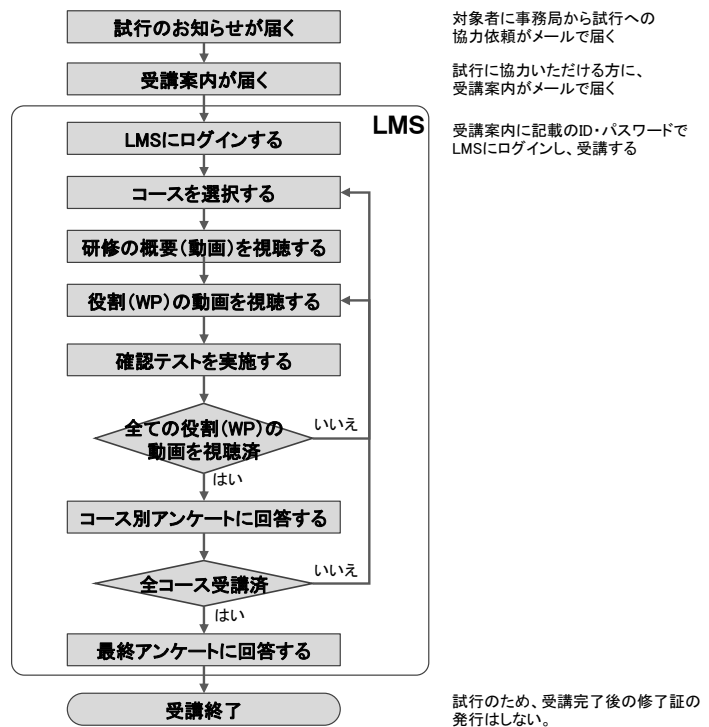 試行のお知らせが届く
対象者に事務局から試行への
協力依頼がメールで届く
受講案内が届く
試行に協力いただける方に、
受講案内がメールで届く
LMS
LMSにログインする
受講案内に記載のID・パスワードで
LMSにログインし、受講する
コースを選択する
研修の概要(動画)を視聴する
役割(WP)の動画を視聴する
確認テストを実施する
全ての役割(WP)の
動画を視聴済
いいえ
はい
コース別アンケートに回答する
全コース受講済
いいえ
はい
最終アンケートに回答する
受講終了
試行のため、受講完了後の修了証の
発行はしない。